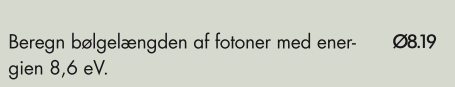 Beregn bølgelængden af fotoner med ener- Ø8.19
gien 8,6 eV.